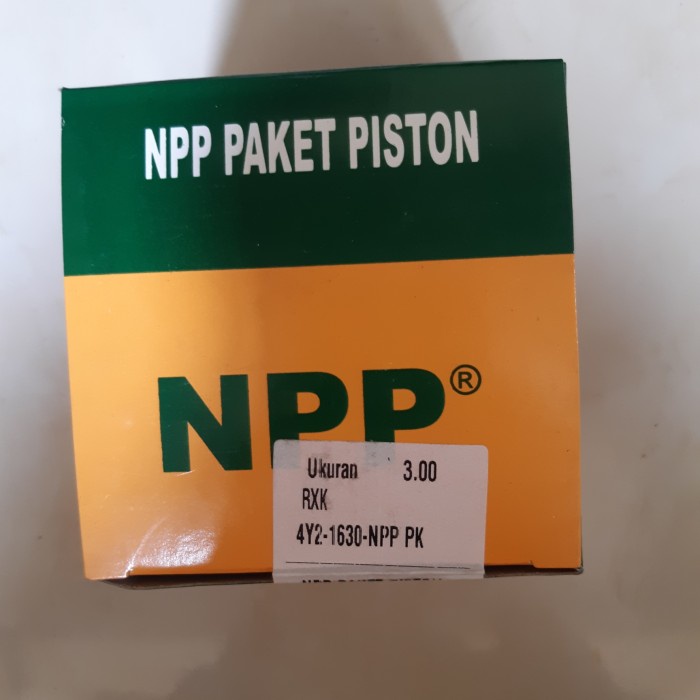 NPP PAKET PISTON
NPP®
Ukuran 3.00
RXK
4Y2-1630-NPP PK